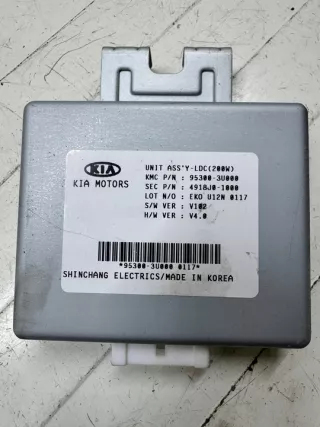 KIA
KIA MOTORS
UNIT ASS'Y-LDC(200W)
KMC P/N : 95300-3U000
SEC P/N : 4918J0-1000
LOT N/O : EKO U12N 0117
S/W VER : V102
H/W VER : V4.0
*95300-3U000 0117*
SHINCHANG ELECTRICS/MADE IN KOREA